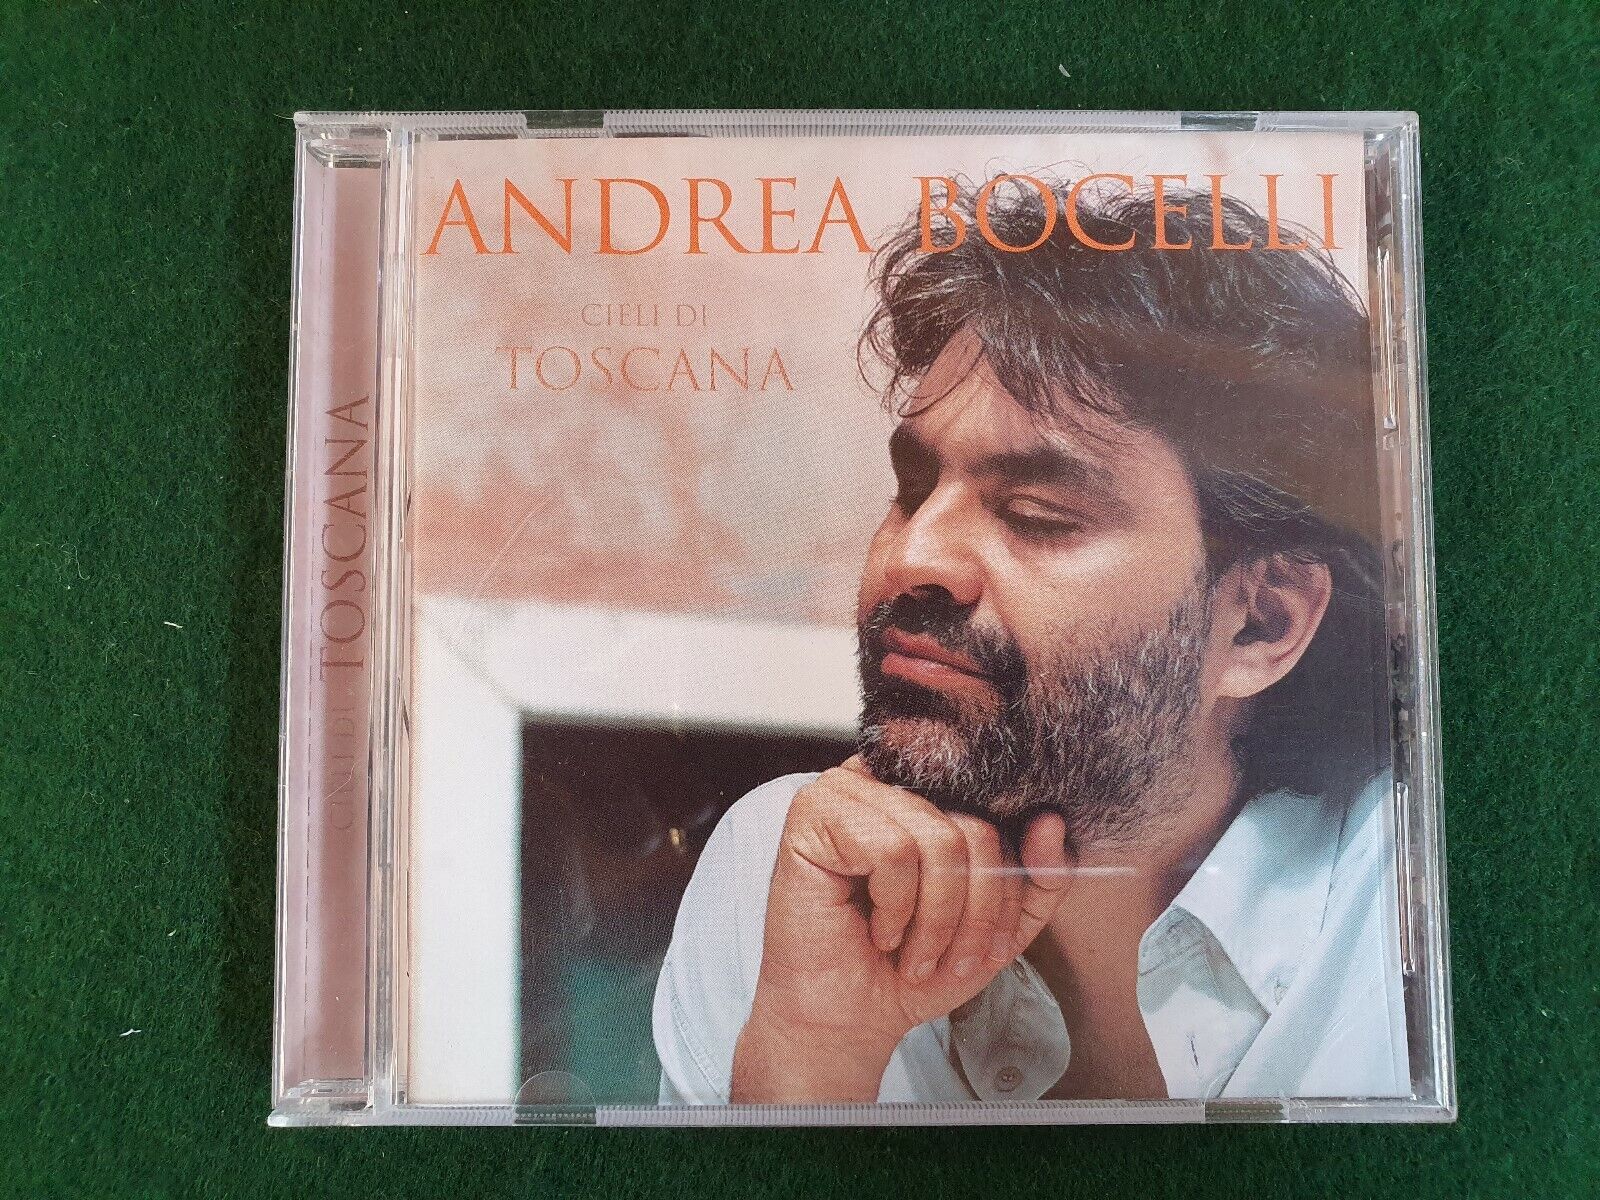 ANDREA BOCELLI
CIELI DI
TOSCANA
CIELI DI TOSCANA